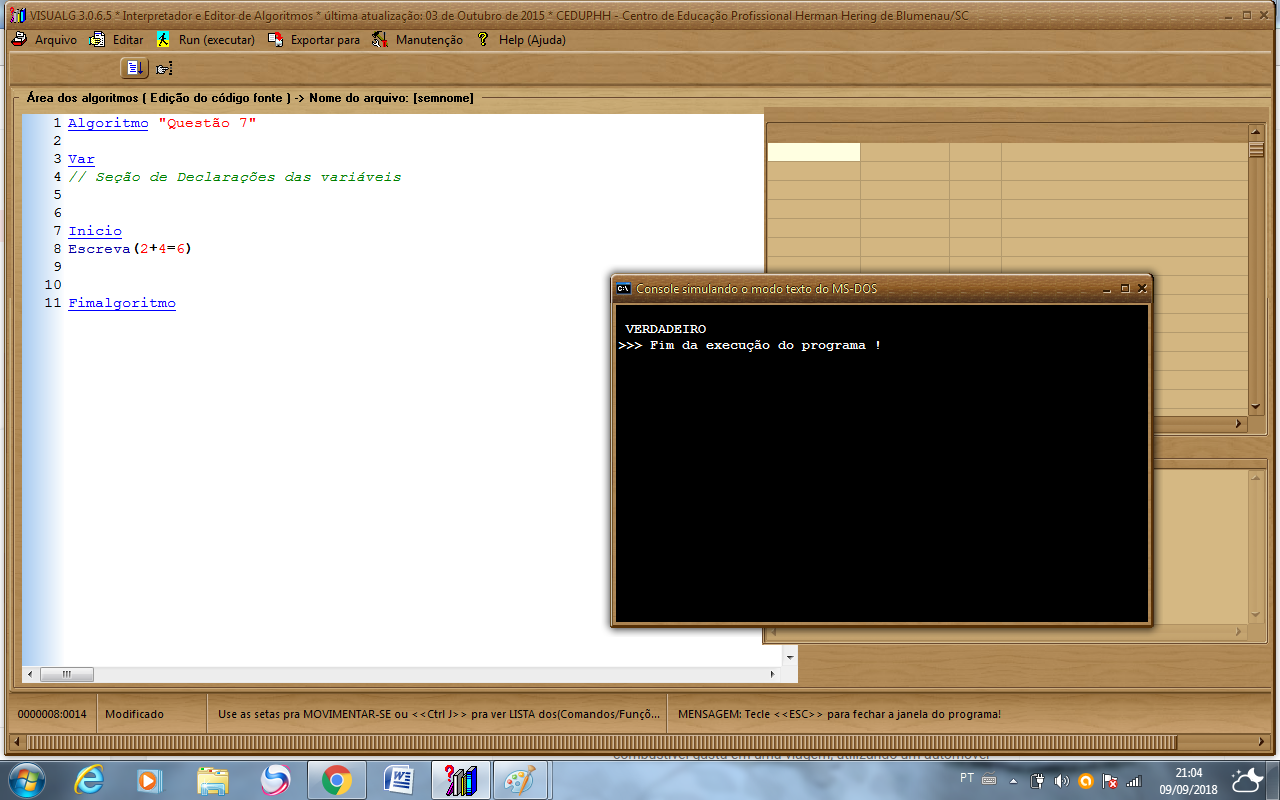 VISUALG 3.0.6.5 * Interpretador e Editor de Algoritmos * última atualização: 03 de Outubro de 2015 * CEDUPHH - Centro de Educação Profissional Herman Hering de Blumenau/SC
Arquivo Editar Run (executar) Exportar para Manutenção Help (Ajuda)
Área dos algoritmos ( Edição do código fonte ) -> Nome do arquivo: [semnome]
1 Algoritmo "Questão 7"
2
3 Var
4 // Seção de Declarações das variáveis
5
6
7 Inicio
8 Escreva(2+4=6)
9
10
11 Fimalgoritmo
C:\ Console simulando o modo texto do MS-DOS
VERDADEIRO
>>> Fim da execução do programa !
0000008:0014 Modificado Use as setas pra MOVIMENTAR-SE ou <<Ctrl J>> pra ver LISTA dos(Comandos/Funçõ... MENSAGEM: Tecle <<ESC>> para fechar a janela do programa!
combustível gasta em uma viagem, utilizando um automóvel
PT 21:04
09/09/2018